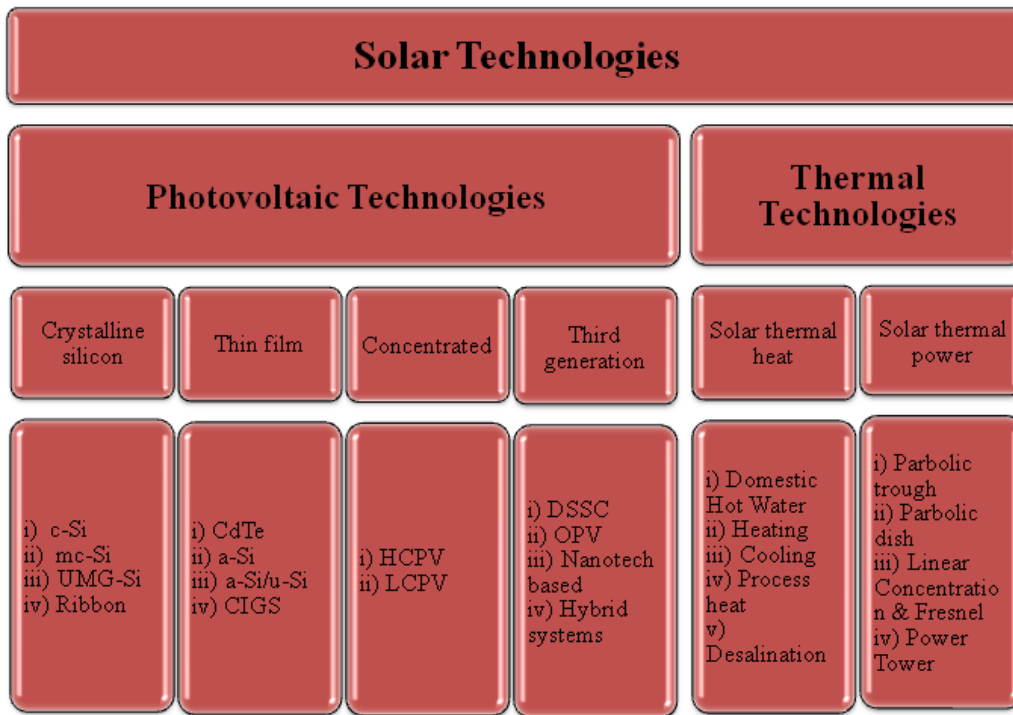 Solar Technologies
Photovoltaic Technologies
Thermal
Technologies
Crystalline
silicon
Thin film
Concentrated
Third
generation
Solar thermal
heat
Solar thermal
power
i) c-Si
ii) mc-Si
iii) UMG-Si
iv) Ribbon
i) CdTe
ii) a-Si
iii) a-Si/u-Si
iv) CIGS
i) HCPV
ii) LCPV
i) DSSC
ii) OPV
iii) Nanotech
based
iv) Hybrid
systems
i) Domestic
Hot Water
ii) Heating
iii) Cooling
iv) Process
heat
v)
Desalination
i) Parbolic
trough
ii) Parbolic
dish
iii) Linear
Concentratio
n & Fresnel
iv) Power
Tower